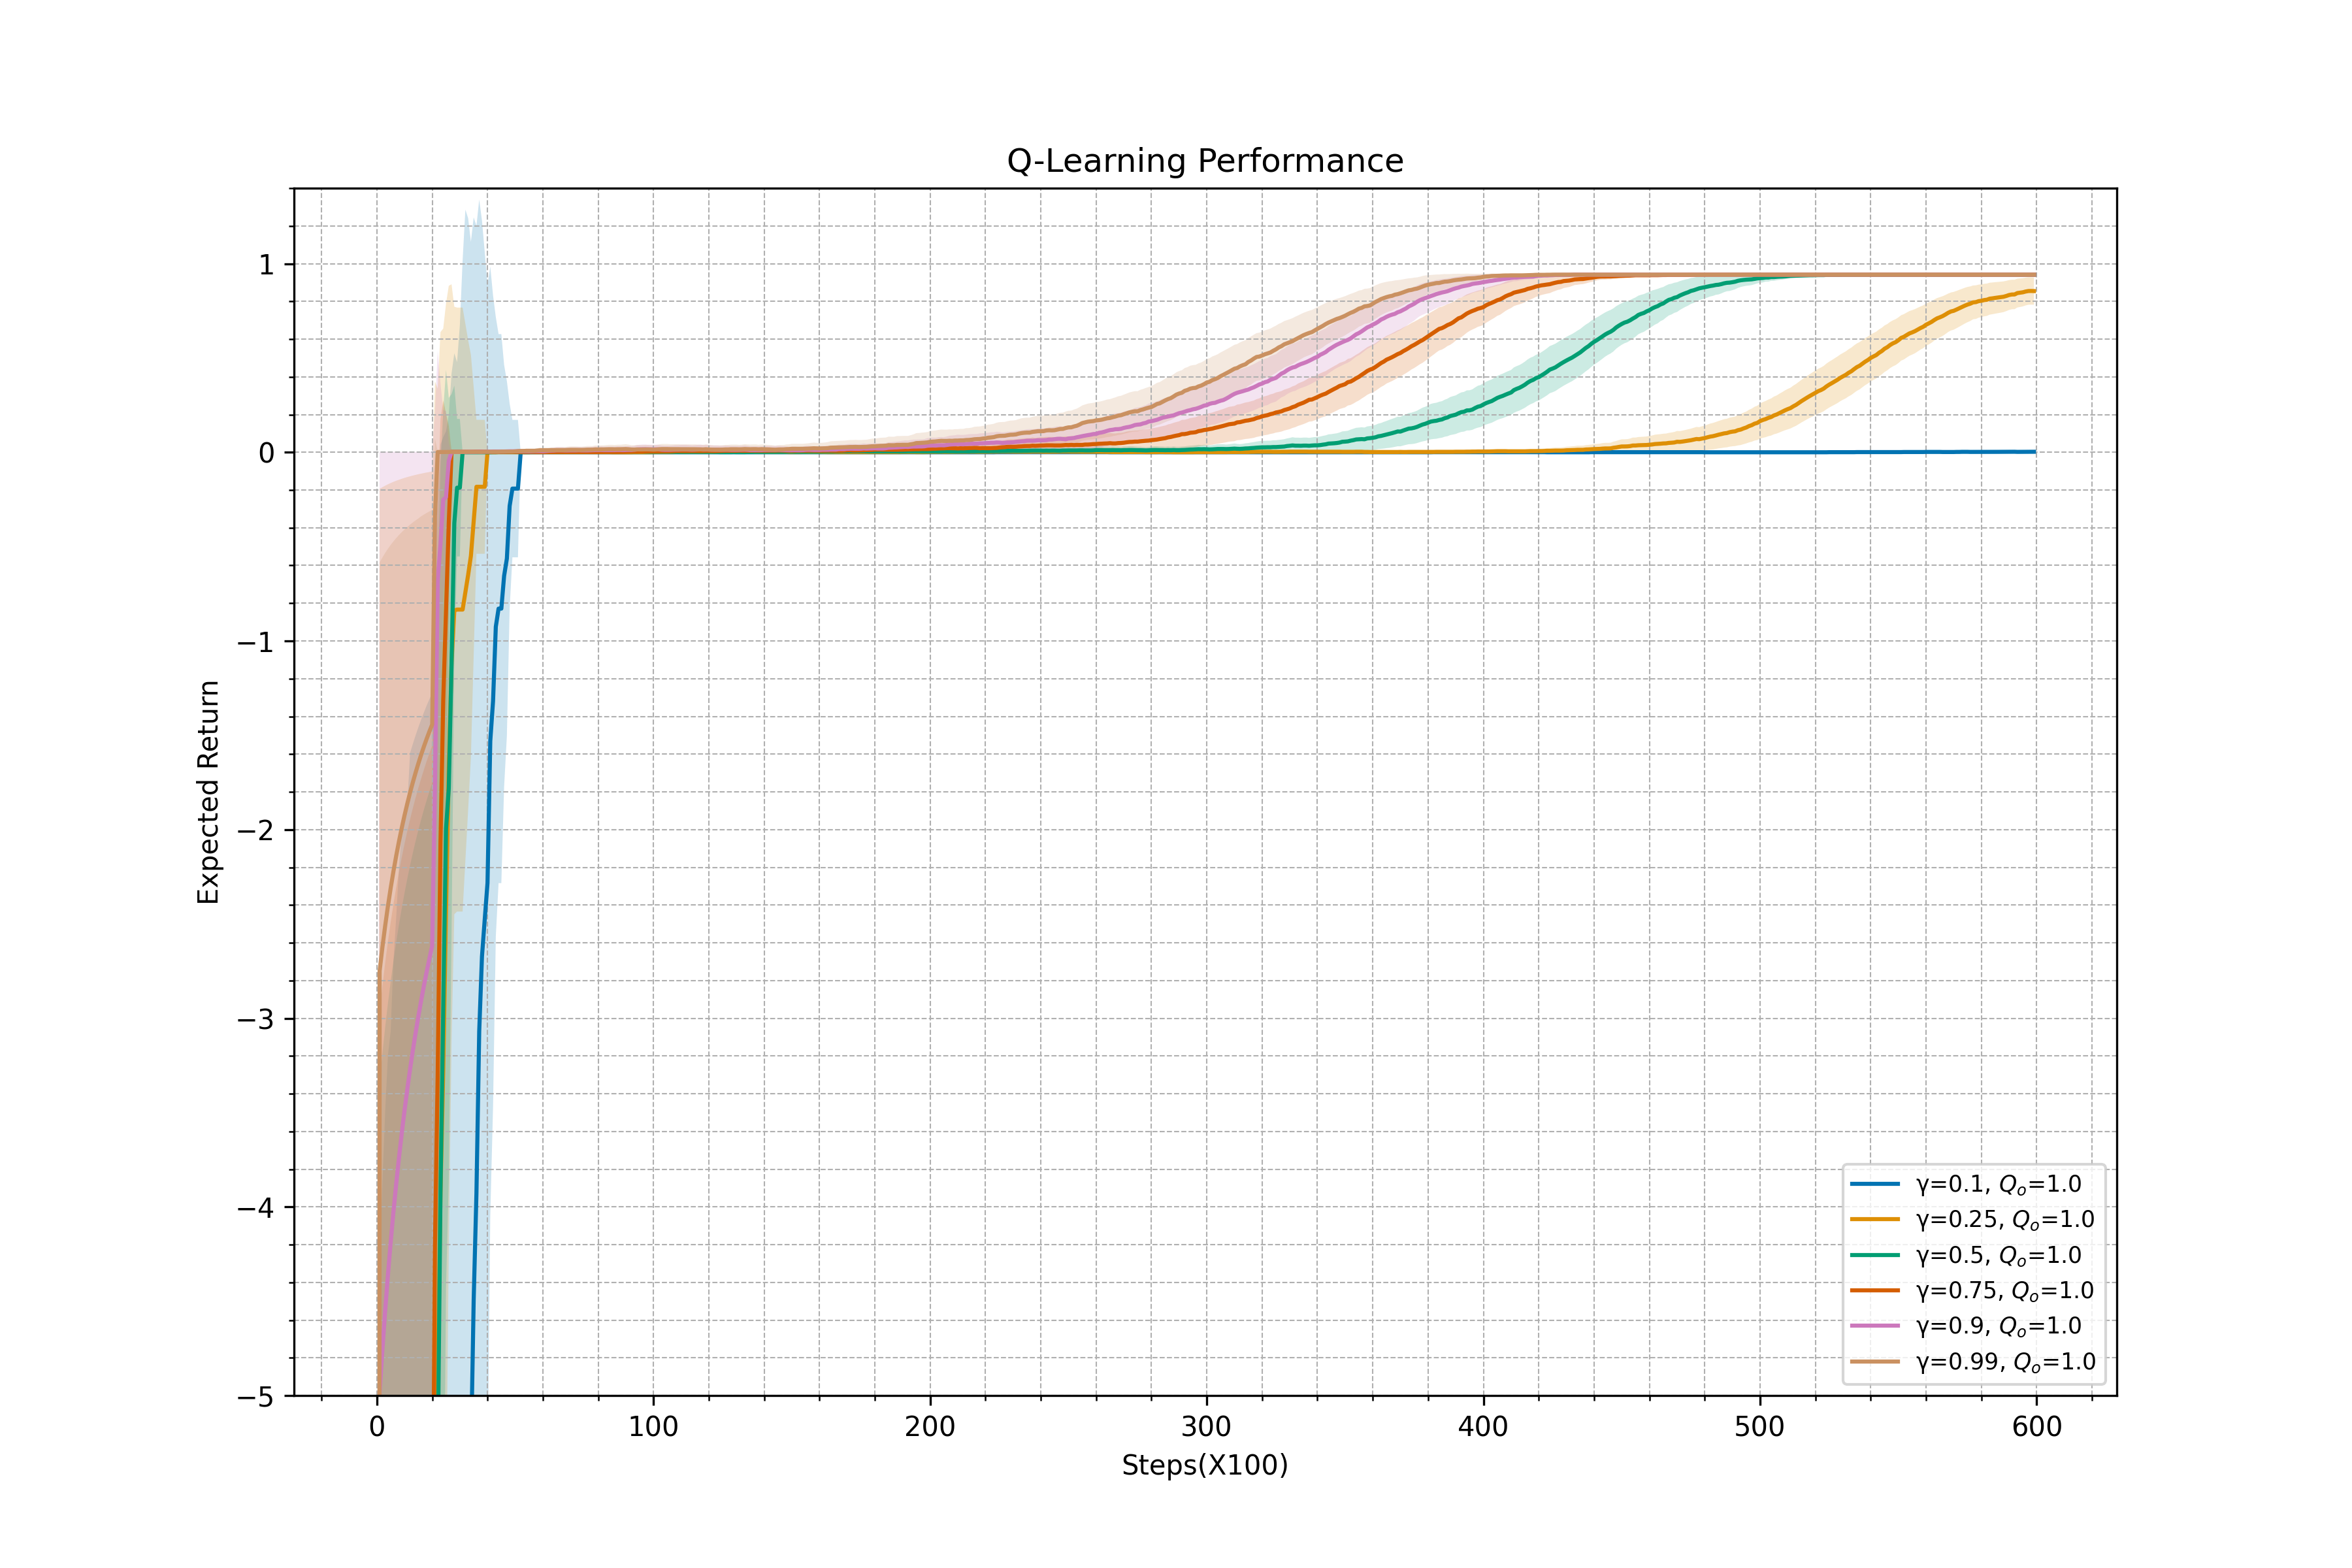 Q-Learning Performance
Expected Return
1
0
−1
−2
−3
−4
−5
0 100 200 300 400 500 600
Steps(X100)
γ=0.1, Qₒ=1.0
γ=0.25, Qₒ=1.0
γ=0.5, Qₒ=1.0
γ=0.75, Qₒ=1.0
γ=0.9, Qₒ=1.0
γ=0.99, Qₒ=1.0